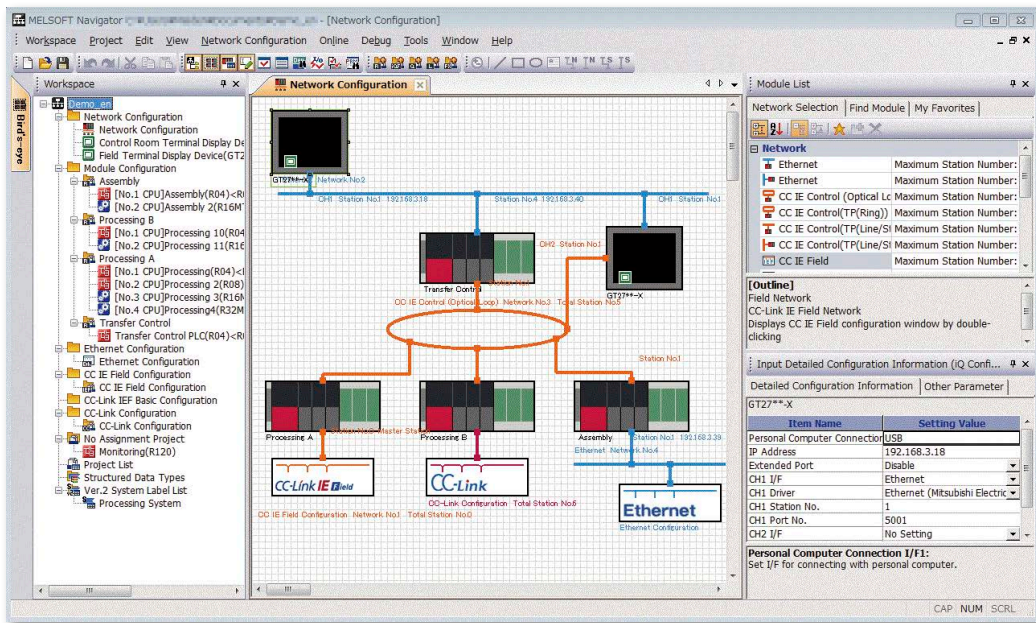 MELSOFT Navigator - [Network Configuration]
Workspace Project Edit View Network Configuration Online Debug Tools Window Help
Bird's-eye
Workspace
Demo_en
Network Configuration
Network Configuration
Control Room Terminal Display De
Field Terminal Display Device(GT2
Module Configuration
Assembly
[No.1 CPU]Assembly(R04)<R
[No.2 CPU]Assembly 2(R16M
Processing B
[No.1 CPU]Processing 10(R04
[No.2 CPU]Processing 11(R16
Processing A
[No.1 CPU]Processing(R04)<
[No.2 CPU]Processing 2(R08)
[No.3 CPU]Processing 3(R16M
[No.4 CPU]Processing4(R32M
Transfer Control
Transfer Control PLC(R04)<R
Ethernet Configuration
Ethernet Configuration
CC IE Field Configuration
CC IE Field Configuration
CC-Link IEF Basic Configuration
CC-Link Configuration
CC-Link Configuration
No Assignment Project
Monitoring(R120)
Project List
Structured Data Types
Ver.2 System Label List
Processing System
Network Configuration
GT27**-X
Network No.2
CH1 Station No.1 192.168.3.18
Station No.4 192.168.3.40
CH1 Station No.1
CH2 Station No.1
Transfer Control
GT27**-X
CC IE Control (Optical Loop) Network No.3 Total Station No.5
Station No.1
Processing A
Master Station
Processing B
Assembly
Station No.1 192.168.3.39
Ethernet Network No.4
CC-Link IE Field
CC-Link
Ethernet
CC IE Field Configuration Network No.1 Total Station No.0
CC-Link Configuration Total Station No.6
Ethernet Configuration
Module List
Network Selection Find Module My Favorites
Network
Ethernet Maximum Station Number:
Ethernet Maximum Station Number:
CC IE Control (Optical Lo Maximum Station Number:
CC IE Control(TP(Ring)) Maximum Station Number:
CC IE Control(TP(Line/St Maximum Station Number:
CC IE Control(TP(Line/St Maximum Station Number:
CC IE Field Maximum Station Number:
[Outline]
Field Network
CC-Link IE Field Network
Displays CC IE Field configuration window by double-
clicking
Input Detailed Configuration Information (iQ Confi...
Detailed Configuration Information Other Parameter
GT27**-X
Item Name Setting Value
Personal Computer Connection USB
IP Address 192.168.3.18
Extended Port Disable
CH1 I/F Ethernet
CH1 Driver Ethernet (Mitsubishi Electric
CH1 Station No. 1
CH1 Port No. 5001
CH2 I/F No Setting
Personal Computer Connection I/F1:
Set I/F for connecting with personal computer.
CAP NUM SCRL